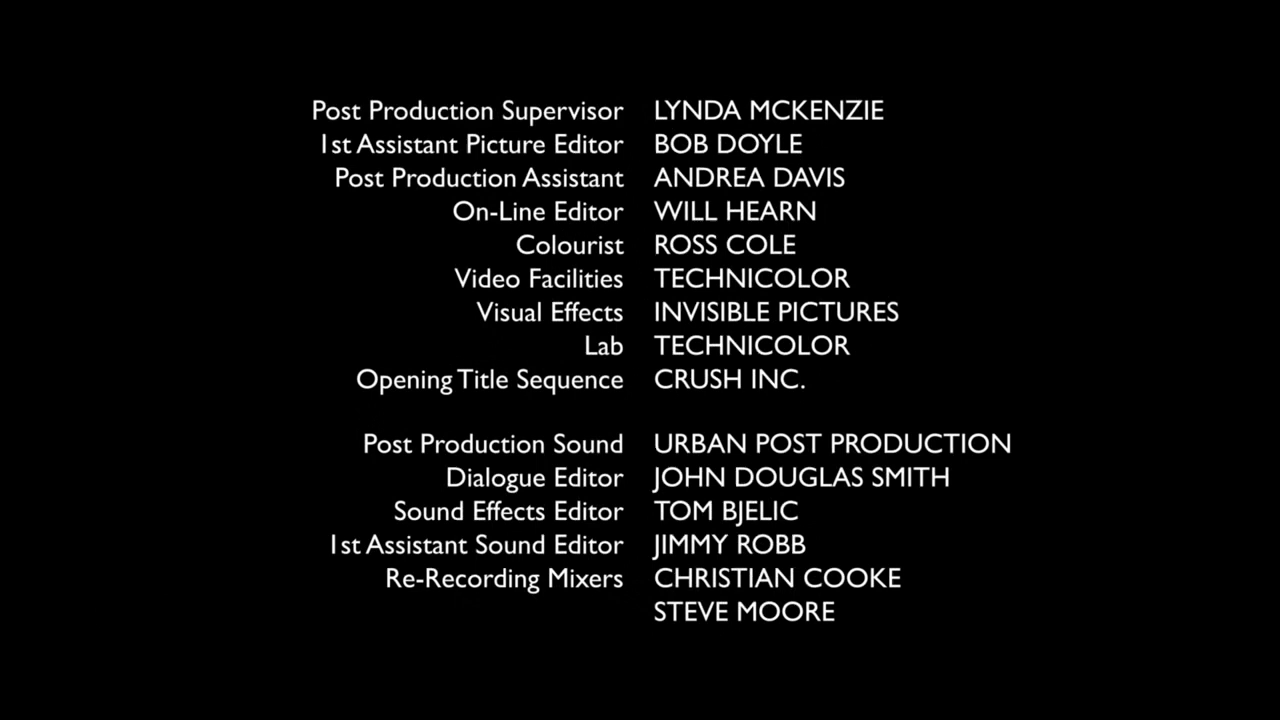 Post Production Supervisor LYNDA MCKENZIE
1st Assistant Picture Editor BOB DOYLE
Post Production Assistant ANDREA DAVIS
On-Line Editor WILL HEARN
Colourist ROSS COLE
Video Facilities TECHNICOLOR
Visual Effects INVISIBLE PICTURES
Lab TECHNICOLOR
Opening Title Sequence CRUSH INC.
Post Production Sound URBAN POST PRODUCTION
Dialogue Editor JOHN DOUGLAS SMITH
Sound Effects Editor TOM BJELIC
1st Assistant Sound Editor JIMMY ROBB
Re-Recording Mixers CHRISTIAN COOKE
STEVE MOORE